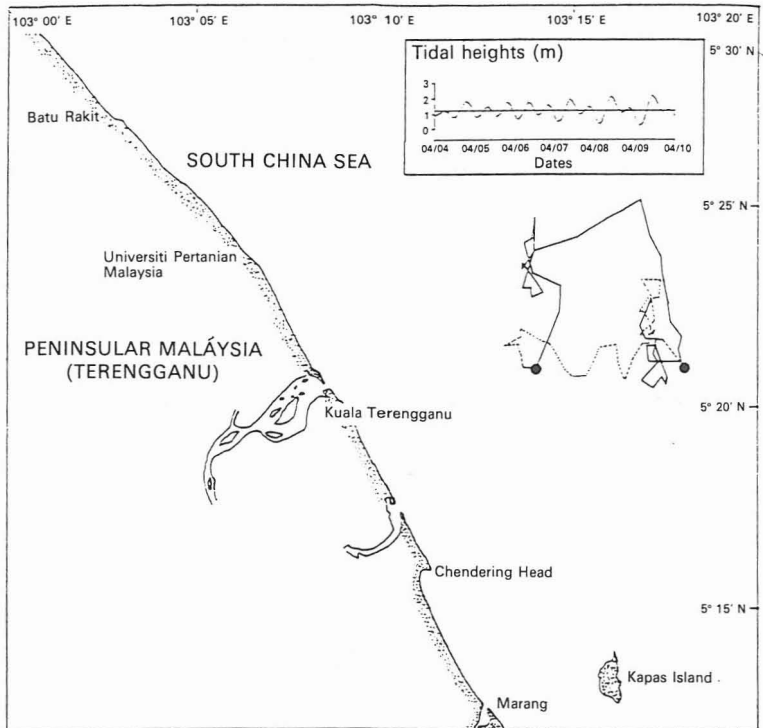 103° 00'
103° 05'
103° 10'
103° 15'
103° 20'
5° 30' N
Tidal heights (m)
3
2
1
0
04/04
04/05
04/06
04/07
04/08
04/09
04/10
Dates
Batu Rakit
SOUTH CHINA SEA
5° 25' N
Universiti Pertanian
Malaysia
PENINSULAR MALÁYSIA
(TERENGGANU)
5° 20' N
Kuala Terengganu
Chendering Head
5° 15' N
Kapas Island
Marang